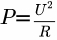 P = U²/R